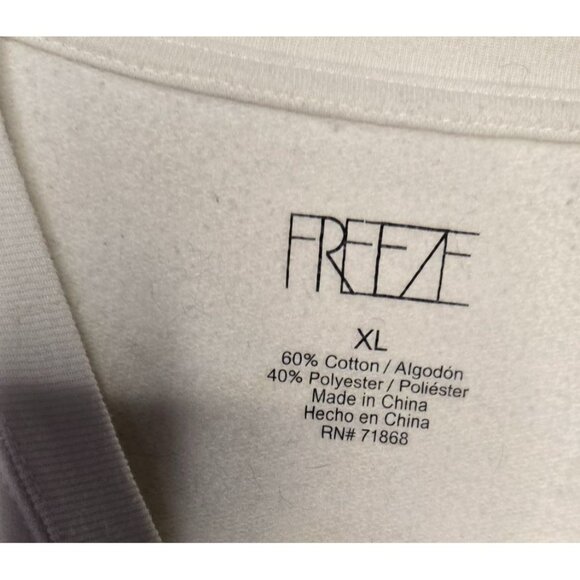 FREEZE
XL
60% Cotton / Algodón
40% Polyester / Poliéster
Made in China
Hecho en China
RN# 71868